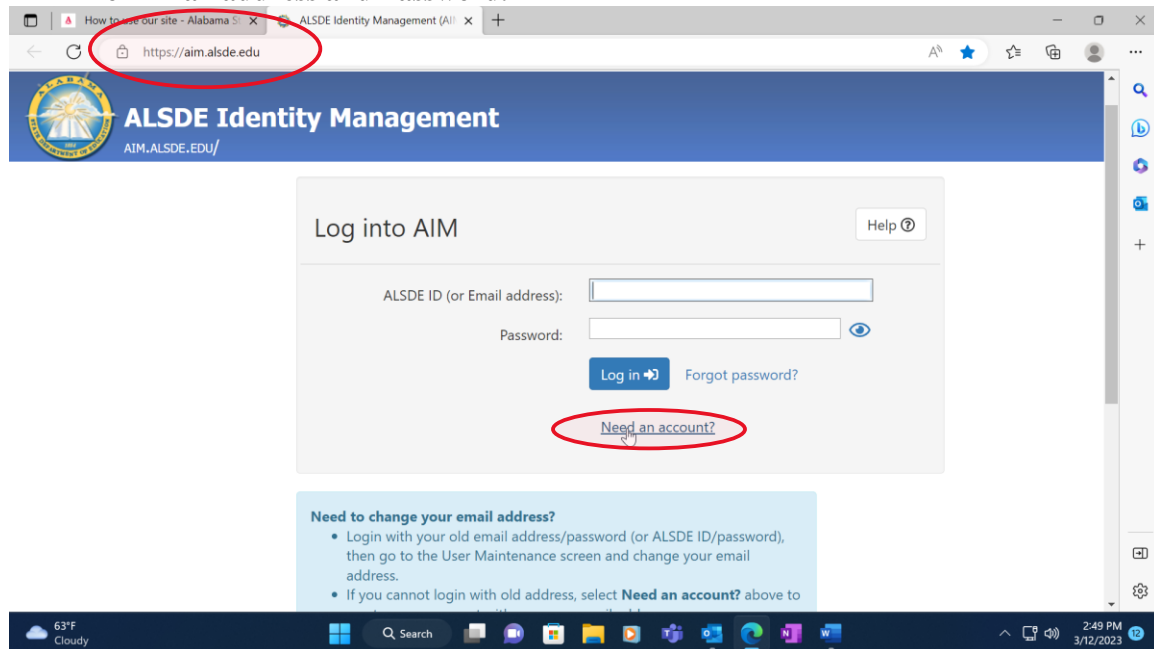 How to use our site - Alabama St
ALSDE Identity Management (AI
https://aim.alsde.edu
ALSDE Identity Management
AIM.ALSDE.EDU/
Log into AIM
Help
ALSDE ID (or Email address):
Password:
Log in
Forgot password?
Need an account?
Need to change your email address?
• Login with your old email address/password (or ALSDE ID/password),
then go to the User Maintenance screen and change your email
address.
• If you cannot login with old address, select Need an account? above to
63°F
Cloudy
Search
2:49 PM
3/12/2023
12